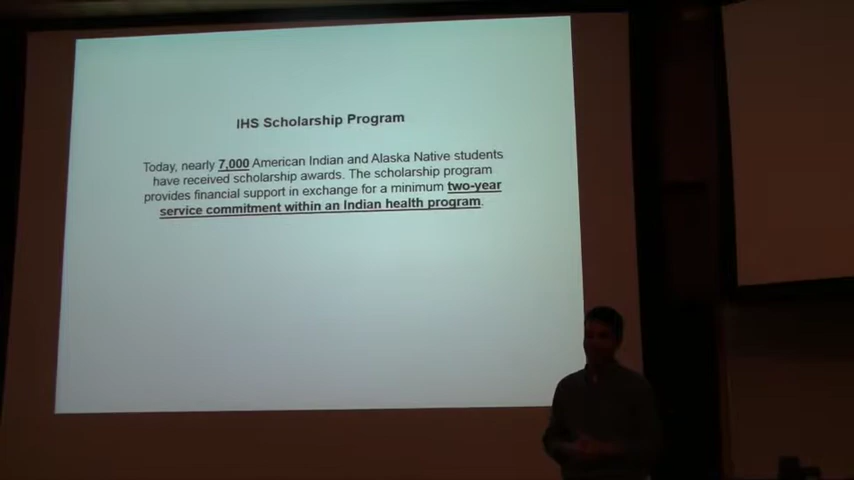 IHS Scholarship Program
Today, nearly 7,000 American Indian and Alaska Native students
have received scholarship awards. The scholarship program
provides financial support in exchange for a minimum two-year
service commitment within an Indian health program.